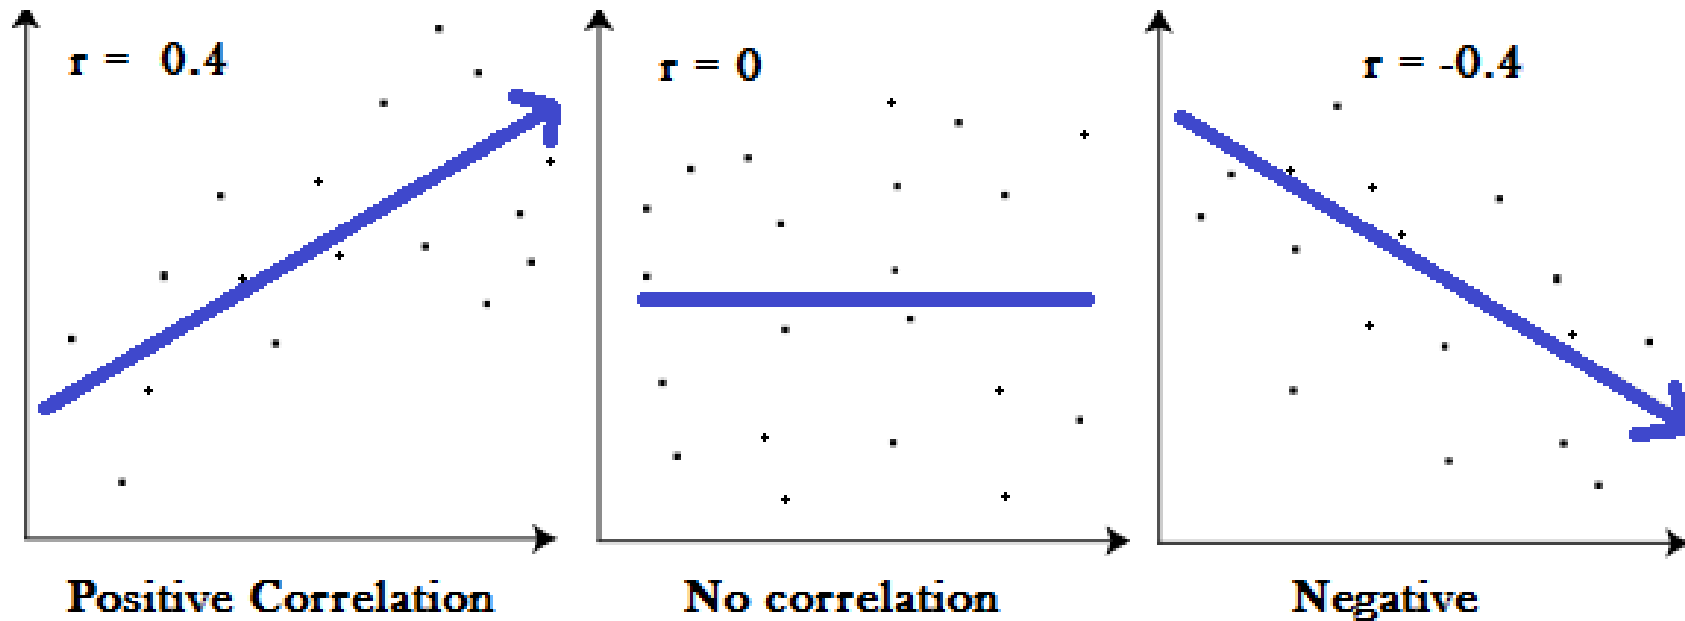 r = 0.4
r = 0
r = -0.4
Positive Correlation
No correlation
Negative